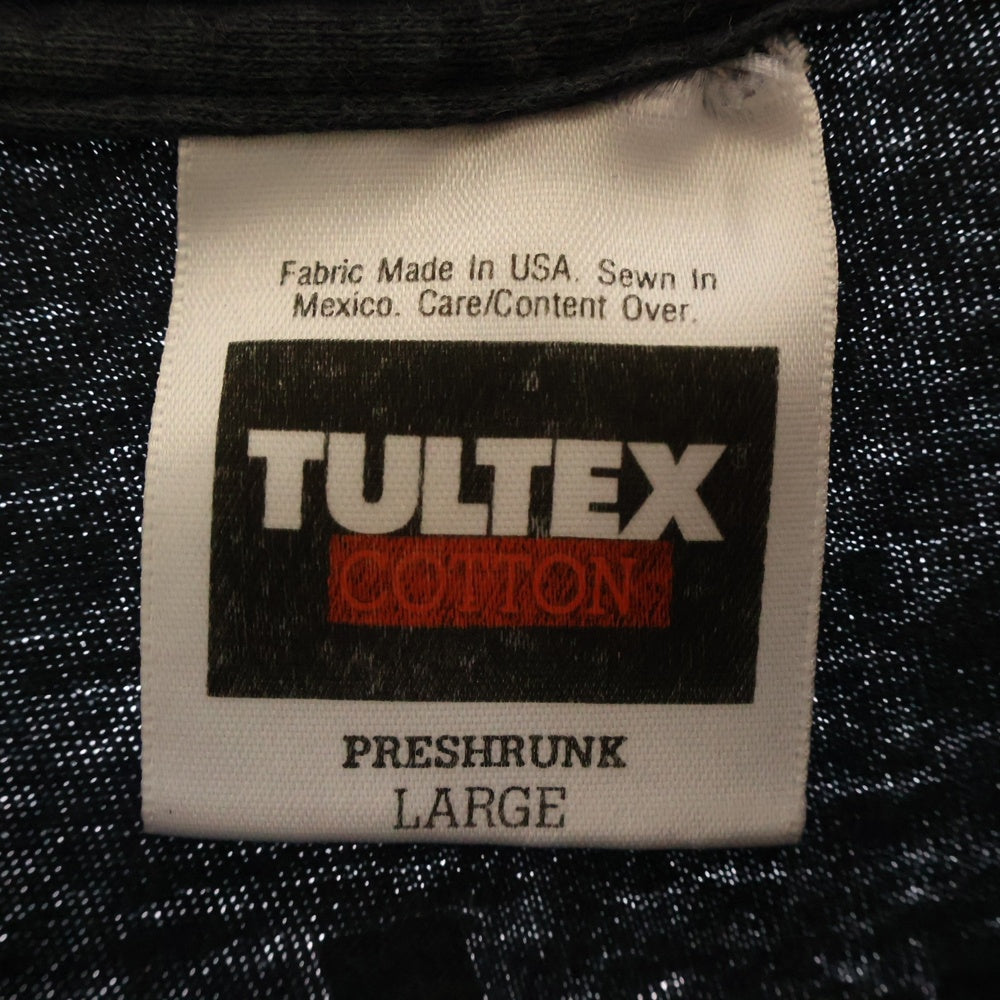 Fabric Made In USA. Sewn In
Mexico. Care/Content Over.
TULTEX
COTTON
PRESHRUNK
LARGE